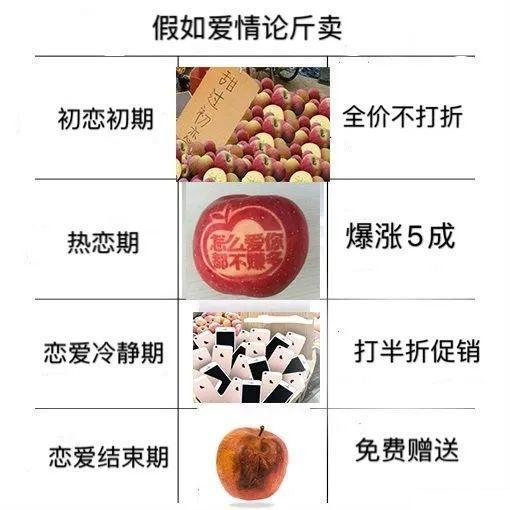 假如爱情论斤卖
初恋初期
甜过初恋
全价不打折
热恋期
怎么爱你
都不嫌多
爆涨5成
恋爱冷静期
打半折促销
恋爱结束期
免费赠送